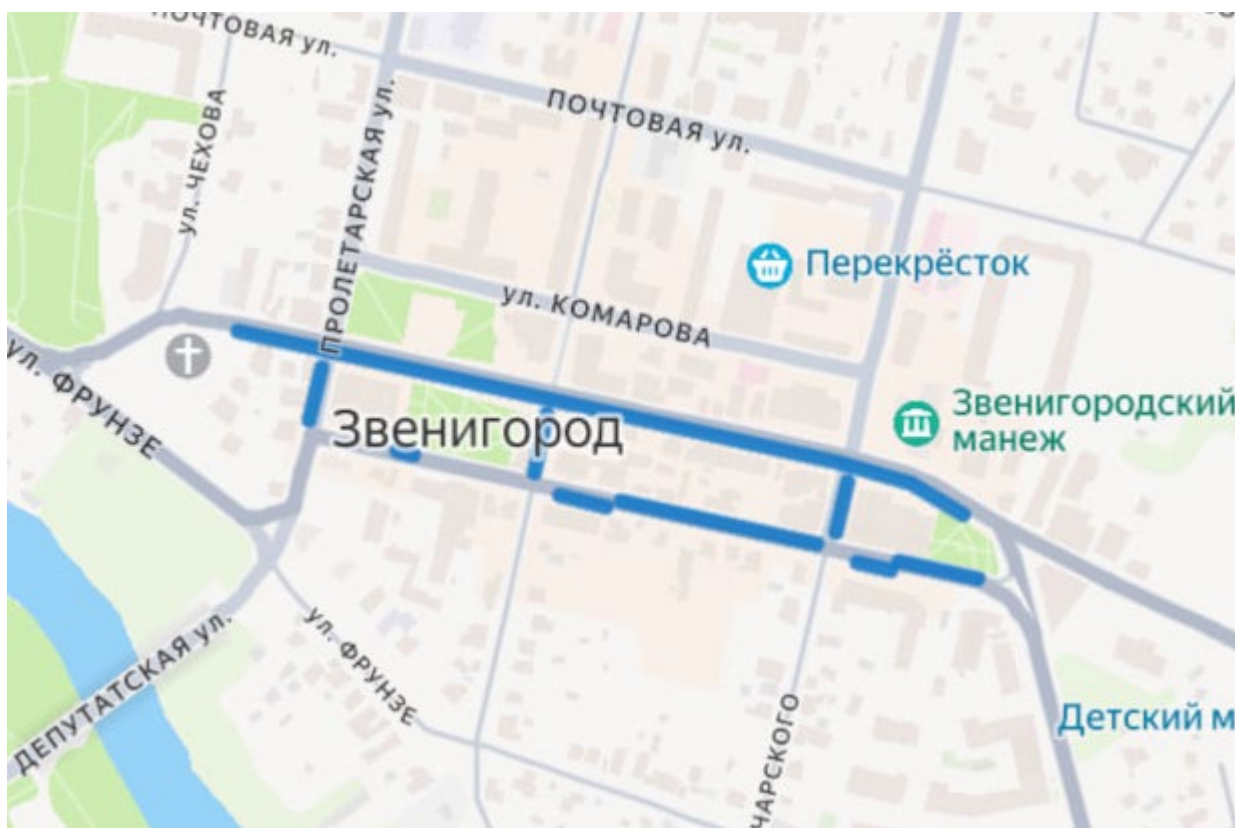 ПОЧТОВАЯ ул.
ул. ЧЕХОВА
ПРОЛЕТАРСКАЯ ул.
ПОЧТОВАЯ ул.
Перекрёсток
ул. КОМАРОВА
ул. ФРУНЗЕ
Звенигород
Звенигородский
манеж
ДЕПУТАТСКАЯ ул.
ул. ФРУНЗЕ
ЧАРСКОГО
Детский м